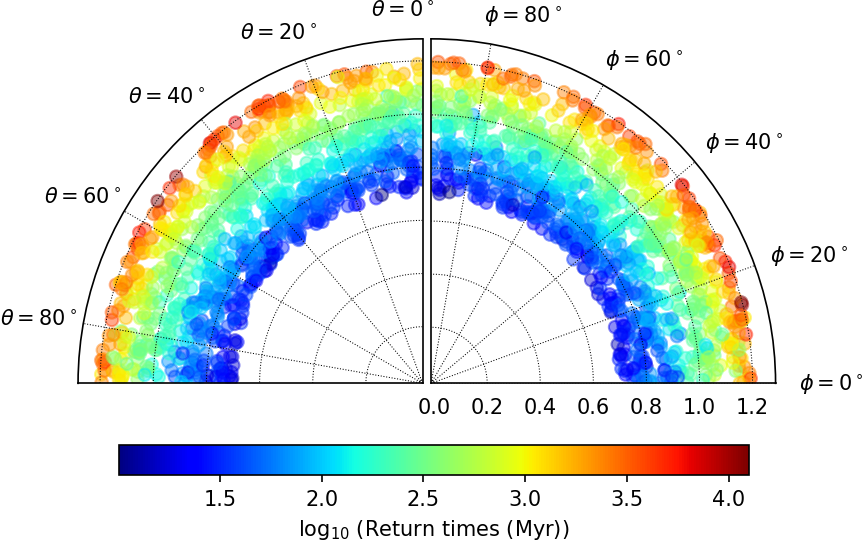 θ = 0°
θ = 20°
θ = 40°
θ = 60°
θ = 80°
ϕ = 80°
ϕ = 60°
ϕ = 40°
ϕ = 20°
ϕ = 0°
0.0 0.2 0.4 0.6 0.8 1.0 1.2
1.5 2.0 2.5 3.0 3.5 4.0
log₁₀ (Return times (Myr))